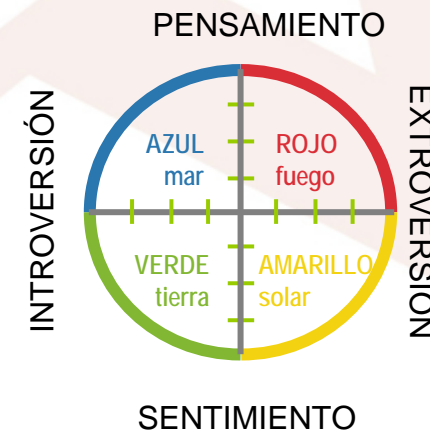 PENSAMIENTO
INTROVERSIÓN
AZUL
mar
ROJO
fuego
EXTROVERSIÓN
VERDE
tierra
AMARILLO
solar
SENTIMIENTO